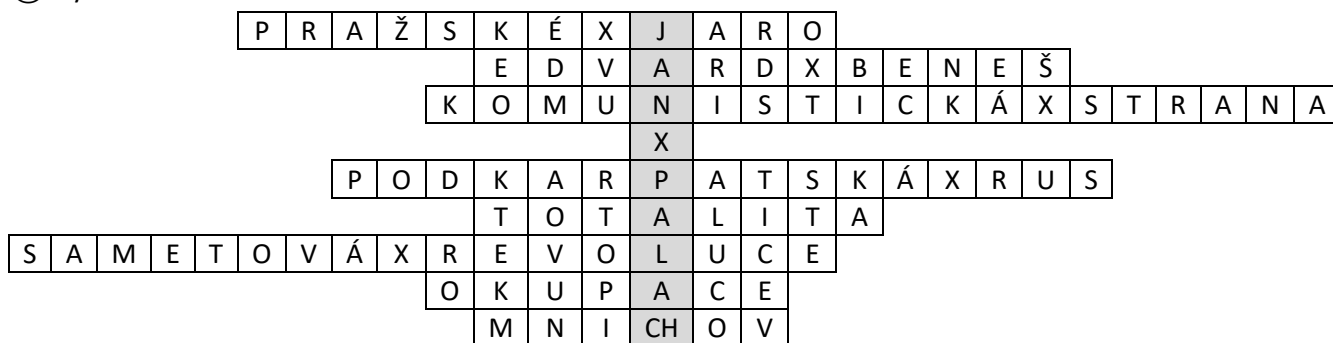 PRAŽSKÉXJARO
EDVARDXBENEŠ
KOMUNISTICKÁXSTRANA
X
PODKARPATSKÁXRUS
TOTALITA
SAMETOVÁXREVOLUCE
OKUPACE
MNICHOV